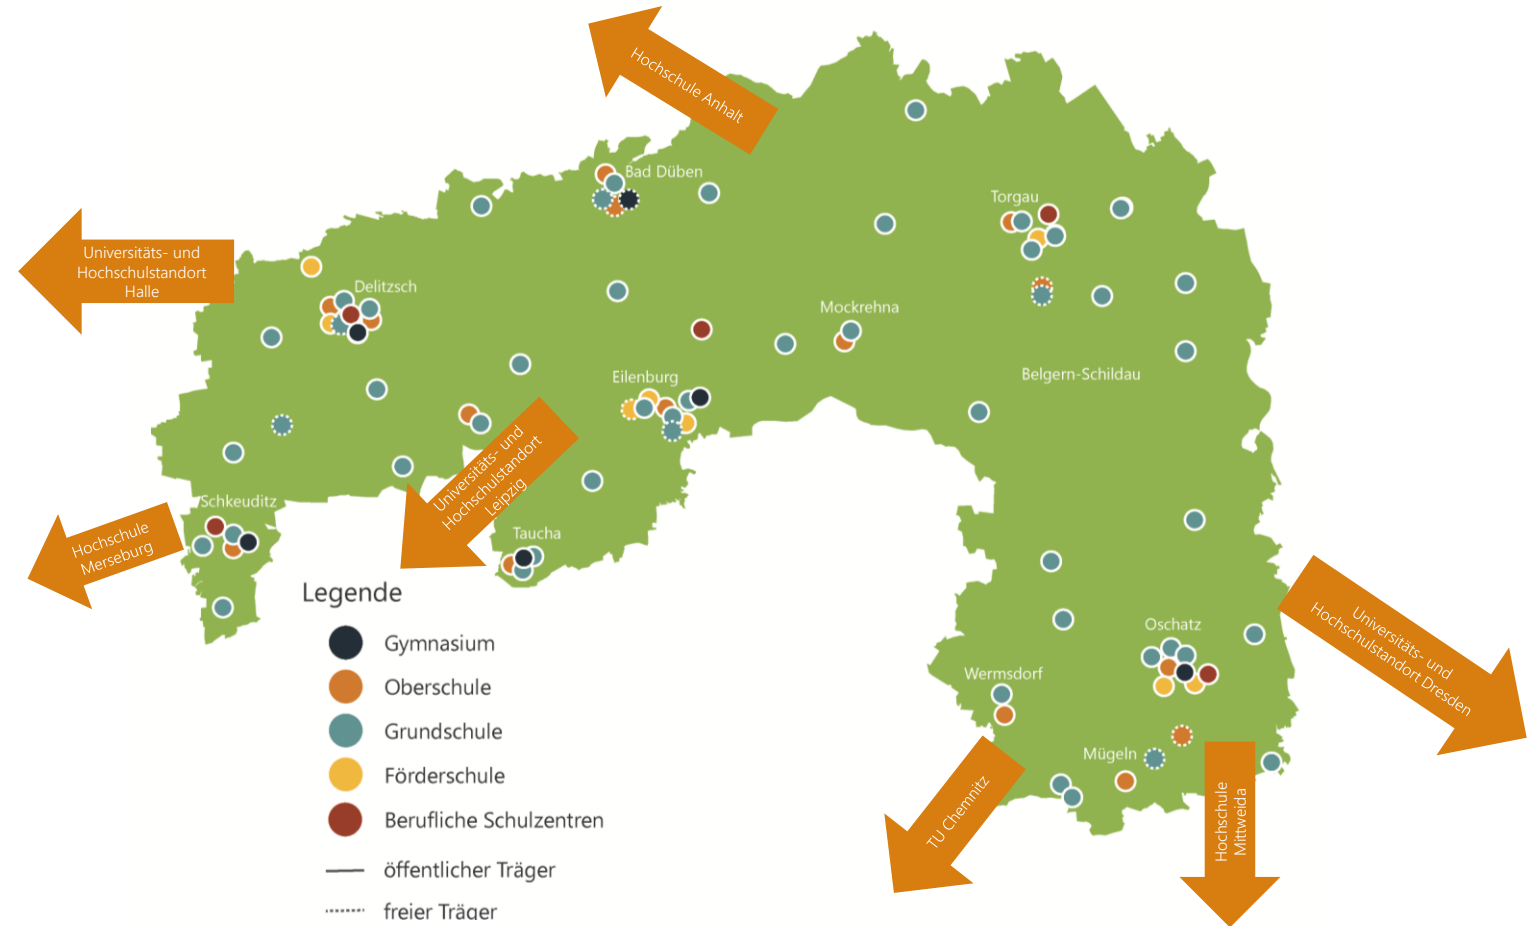 Hochschule Anhalt
Bad Düben
Torgau
Universitäts- und
Hochschulstandort
Halle
Delitzsch
Mockrehna
Eilenburg
Belgern-Schildau
Universitäts- und
Hochschulstandort
Leipzig
Schkeuditz
Hochschule
Merseburg
Taucha
Legende
Gymnasium
Oberschule
Grundschule
Förderschule
Berufliche Schulzentren
öffentlicher Träger
freier Träger
Oschatz
Universitäts- und
Hochschulstandort Dresden
Wermsdorf
Mügeln
TU Chemnitz
Hochschule
Mittweida